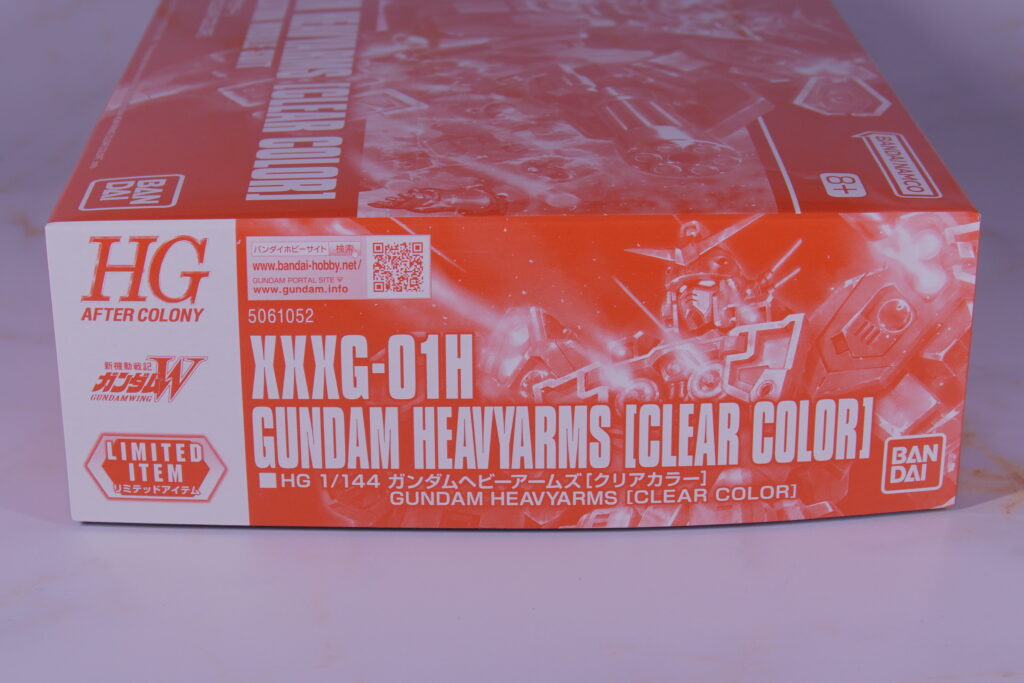 [CLEAR COLOR]
BAN
DAI
8+
BANDAI NAMCO
HG
AFTER COLONY
新機動戦記
ガンダムW
GUNDAM WING
LIMITED
ITEM
リミテッドアイテム
バンダイホビーサイト 検索
www.bandai-hobby.net/
GUNDAM PORTAL SITE
www.gundam.info
5061052
XXXG-01H
GUNDAM HEAVYARMS [CLEAR COLOR]
■HG 1/144 ガンダムヘビーアームズ[クリアカラー]
GUNDAM HEAVYARMS [CLEAR COLOR]
BAN
DAI